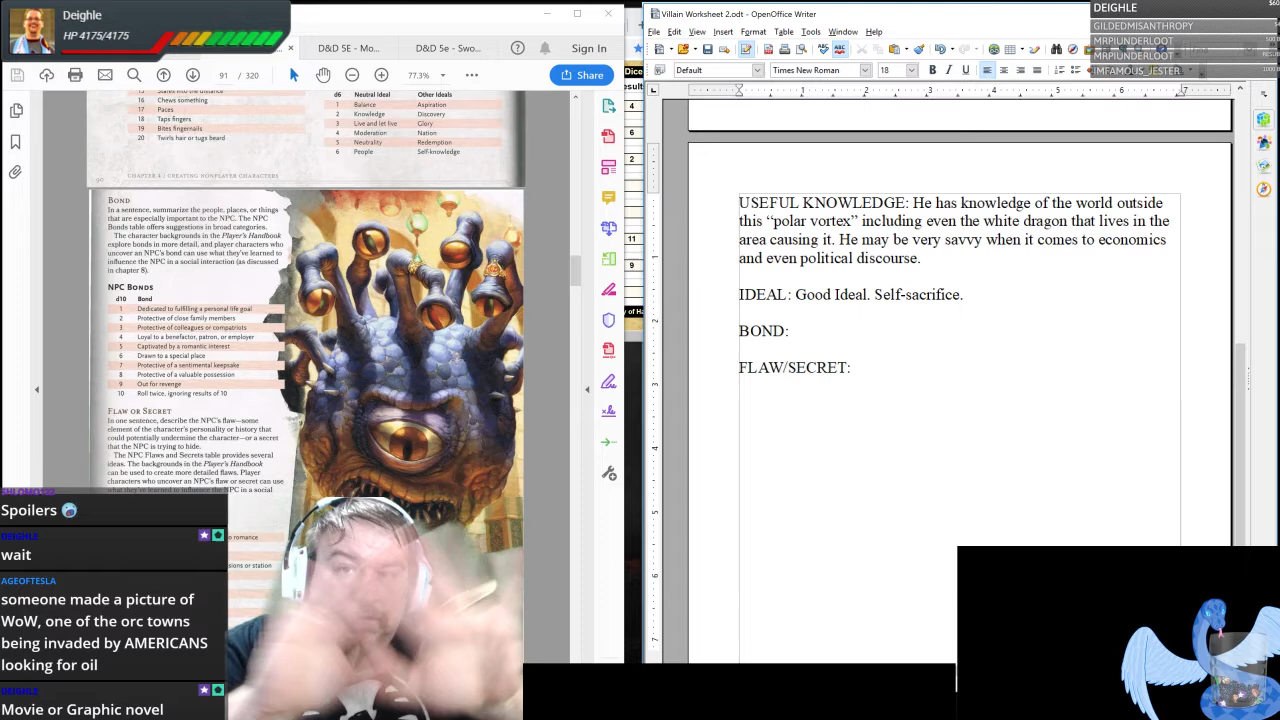 Deighle
HP 4175/4175
D&D 5E - Mo...
D&D 5e - Swo...
Sign In
91 / 320
77.3%
Share
16 Chews something
17 Paces
18 Taps fingers
19 Bites fingernails
20 Twirls hair or tugs beard
d6 Neutral Ideal Other Ideals
1 Balance Aspiration
2 Knowledge Discovery
3 Live and let live Glory
4 Moderation Nation
5 Neutrality Redemption
6 People Self-knowledge
90 CHAPTER 4 | CREATING NONPLAYER CHARACTERS
BOND
In a sentence, summarize the people, places, or things
that are especially important to the NPC. The NPC
Bonds table offers suggestions in broad categories.
The character backgrounds in the Player's Handbook
explore bonds in more detail, and player characters who
uncover an NPC's bond can use what they've learned to
influence the NPC in a social interaction (as discussed
in chapter 8).
NPC BONDS
d10 Bond
1 Dedicated to fulfilling a personal life goal
2 Protective of close family members
3 Protective of colleagues or compatriots
4 Loyal to a benefactor, patron, or employer
5 Captivated by a romantic interest
6 Drawn to a special place
7 Protective of a sentimental keepsake
8 Protective of a valuable possession
9 Out for revenge
10 Roll twice, ignoring results of 10
FLAW OR SECRET
In one sentence, describe the NPC's flaw—some
element of the character's personality or history that
could potentially undermine the character—or a secret
that the NPC is trying to hide.
The NPC Flaws and Secrets table provides several
ideas. The backgrounds in the Player's Handbook
can be used to create more detailed flaws. Player
characters who uncover an NPC's flaw or secret can use
what they've learned to influence the NPC in a social
Spoilers
DEIGHLE
wait
AGEOFTESLA
someone made a picture of
WoW, one of the orc towns
being invaded by AMERICANS
looking for oil
DEIGHLE
Movie or Graphic novel
Dice
4
6
2
11
9
Villain Worksheet 2.odt - OpenOffice Writer
File Edit View Insert Format Table Tools Window Help
Default
Times New Roman
18
USEFUL KNOWLEDGE: He has knowledge of the world outside
this “polar vortex” including even the white dragon that lives in the
area causing it. He may be very savvy when it comes to economics
and even political discourse.
IDEAL: Good Ideal. Self-sacrifice.
BOND:
FLAW/SECRET:
DEIGHLE
GILDEDMISANTHROPY
MRPIUNDERLOOT
MRPIUNDERLOOT
IMFAMOUS_JESTER